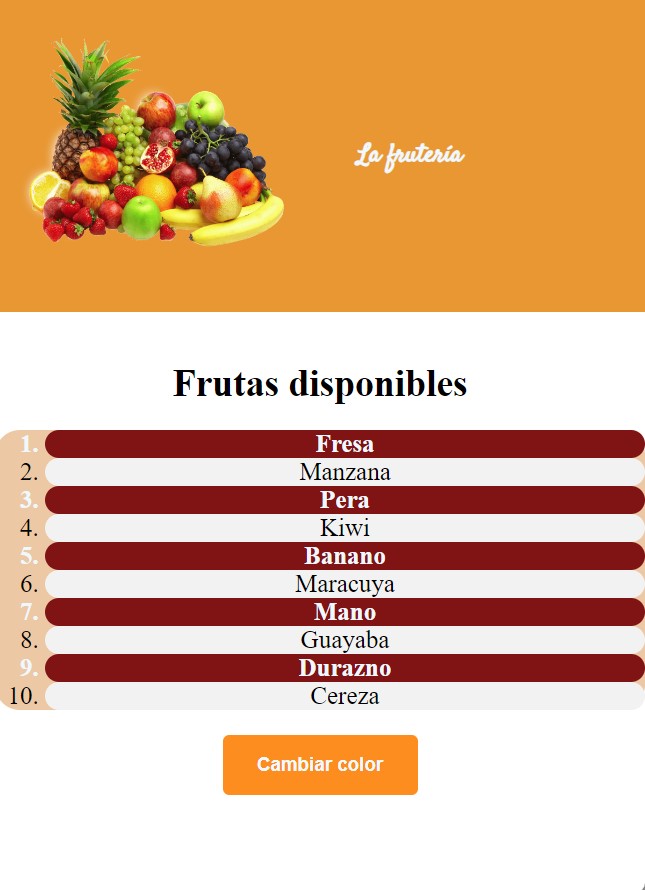 La frutería
Frutas disponibles
1. Fresa
2. Manzana
3. Pera
4. Kiwi
5. Banano
6. Maracuya
7. Mano
8. Guayaba
9. Durazno
10. Cereza
Cambiar color